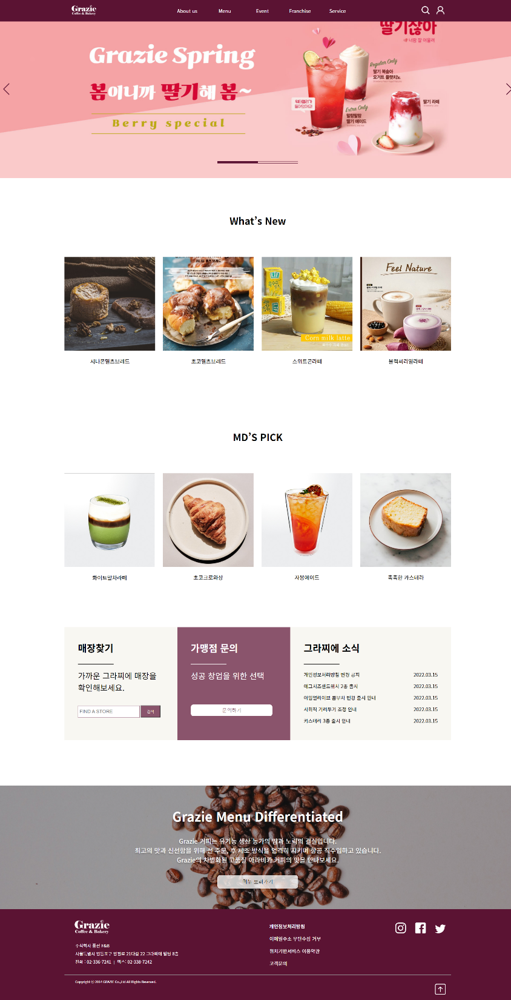 Grazie
Coffee & Bakery
About us
Menu
Event
Franchise
Service
Grazie Spring
봄이니까 딸기해 봄~
Berry special
딸기잖아
너랑 잘 어울려
Regular Only
딸기 복숭아
요거트 플랫치노
워터젤리가
들어있어요!
Extra Only
말랑말랑
딸기 에이드
딸기 라떼
What's New
Feel Nature
Corn milk latte
시나몬멜츠브레드
초코멜츠브레드
스위트콘라떼
블랙씨리얼라떼
MD'S PICK
화이트말차라떼
초코크로와상
자몽에이드
촉촉한 카스테라
매장찾기
가까운 그라찌에 매장을
확인해보세요.
FIND A STORE
검색
가맹점 문의
성공 창업을 위한 선택
문의하기
그라찌에 소식
개인정보처리방침 변경 공지
2022.03.15
에그치즈샌드위치 2종 출시
2022.03.15
아임얼라이브 콤부차 변경 출시 안내
2022.03.15
사회적 거리두기 조정 안내
2022.03.15
카스테라 3종 출시 안내
2022.03.15
Grazie Menu Differentiated
Grazie 커피는 유기농 생산 농가의 땀과 노력의 결실입니다.
최고의 맛과 신선함을 위해 선 주문, 후 제조 방식을 엄격히 지키며 항공 직수입하고 있습니다.
Grazie의 차별화된 고품질 아라비카 커피의 맛을 만나보세요.
메뉴 보러가기
Grazie
Coffee & Bakery
주식회사 풍선 F&B
서울특별시 영등포구 양평로 21다길 22 그라찌에 빌딩 8층
전화 : 02-336-7241 | 팩스: 02-338-7242
개인정보처리방침
이메일주소 무단수집 거부
위치기반서비스 이용약관
고객문의
Copyright ⓒ 2014 GRAZIE Co.,Ltd All Rights Reserved.